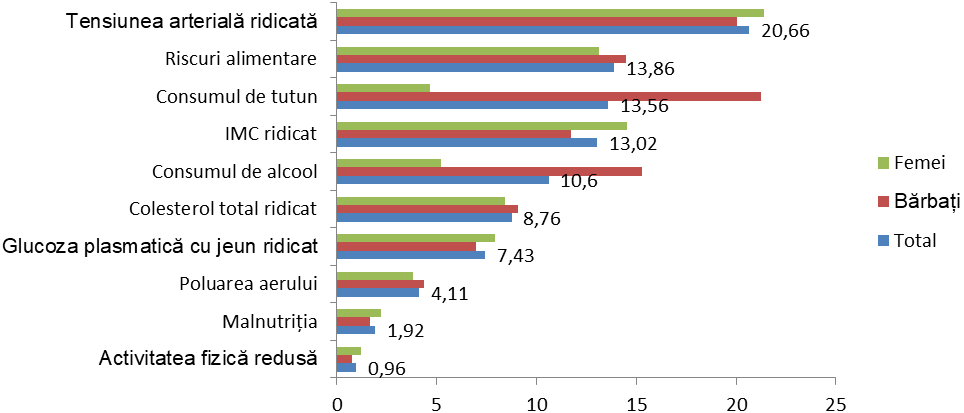 Tensiunea arterială ridicată
20,66
Riscuri alimentare
13,86
Consumul de tutun
13,56
IMC ridicat
13,02
Consumul de alcool
10,6
Colesterol total ridicat
8,76
Glucoza plasmatică cu jeun ridicat
7,43
Poluarea aerului
4,11
Malnutriția
1,92
Activitatea fizică redusă
0,96
0 5 10 15 20 25
Femei
Bărbați
Total